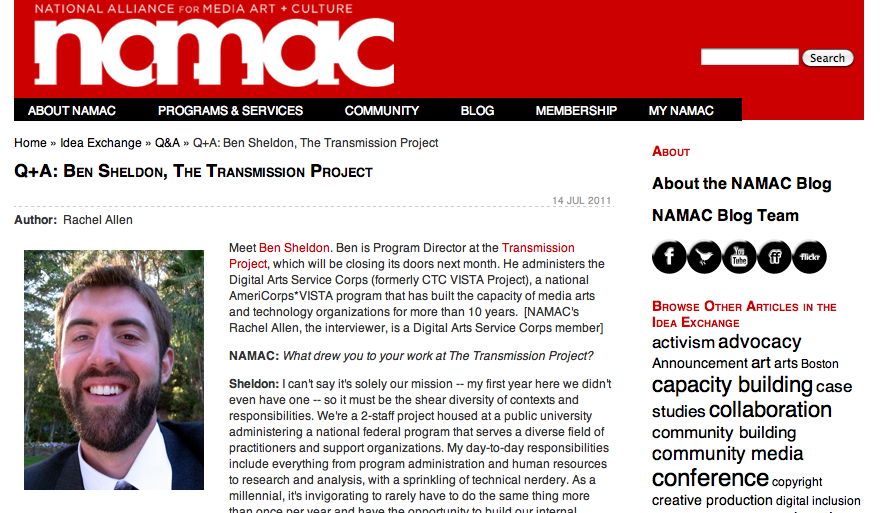 NATIONAL ALLIANCE FOR MEDIA ART + CULTURE
namac
Search
ABOUT NAMAC PROGRAMS & SERVICES COMMUNITY BLOG MEMBERSHIP MY NAMAC
Home » Idea Exchange » Q&A » Q+A: Ben Sheldon, The Transmission Project
Q+A: BEN SHELDON, THE TRANSMISSION PROJECT
14 JUL 2011
Author: Rachel Allen
Meet Ben Sheldon. Ben is Program Director at the Transmission
Project, which will be closing its doors next month. He administers the
Digital Arts Service Corps (formerly CTC VISTA Project), a national
AmeriCorps*VISTA program that has built the capacity of media arts
and technology organizations for more than 10 years. [NAMAC's
Rachel Allen, the interviewer, is a Digital Arts Service Corps member]
NAMAC: What drew you to your work at The Transmission Project?
Sheldon: I can't say it's solely our mission -- my first year here we didn't
even have one -- so it must be the shear diversity of contexts and
responsibilities. We're a 2-staff project housed at a public university
administering a national federal program that serves a diverse field of
practitioners and support organizations. My day-to-day responsibilities
include everything from program administration and human resources
to research and analysis, with a sprinkling of technical nerdery. As a
millennial, it's invigorating to rarely have to do the same thing more
than once per year and have the opportunity to build our internal
ABOUT
About the NAMAC Blog
NAMAC Blog Team
f You Tube ff flickr
BROWSE OTHER ARTICLES IN THE
IDEA EXCHANGE
activism advocacy
Announcement art arts Boston
capacity building case
studies collaboration
community building
community media
conference copyright
creative production digital inclusion